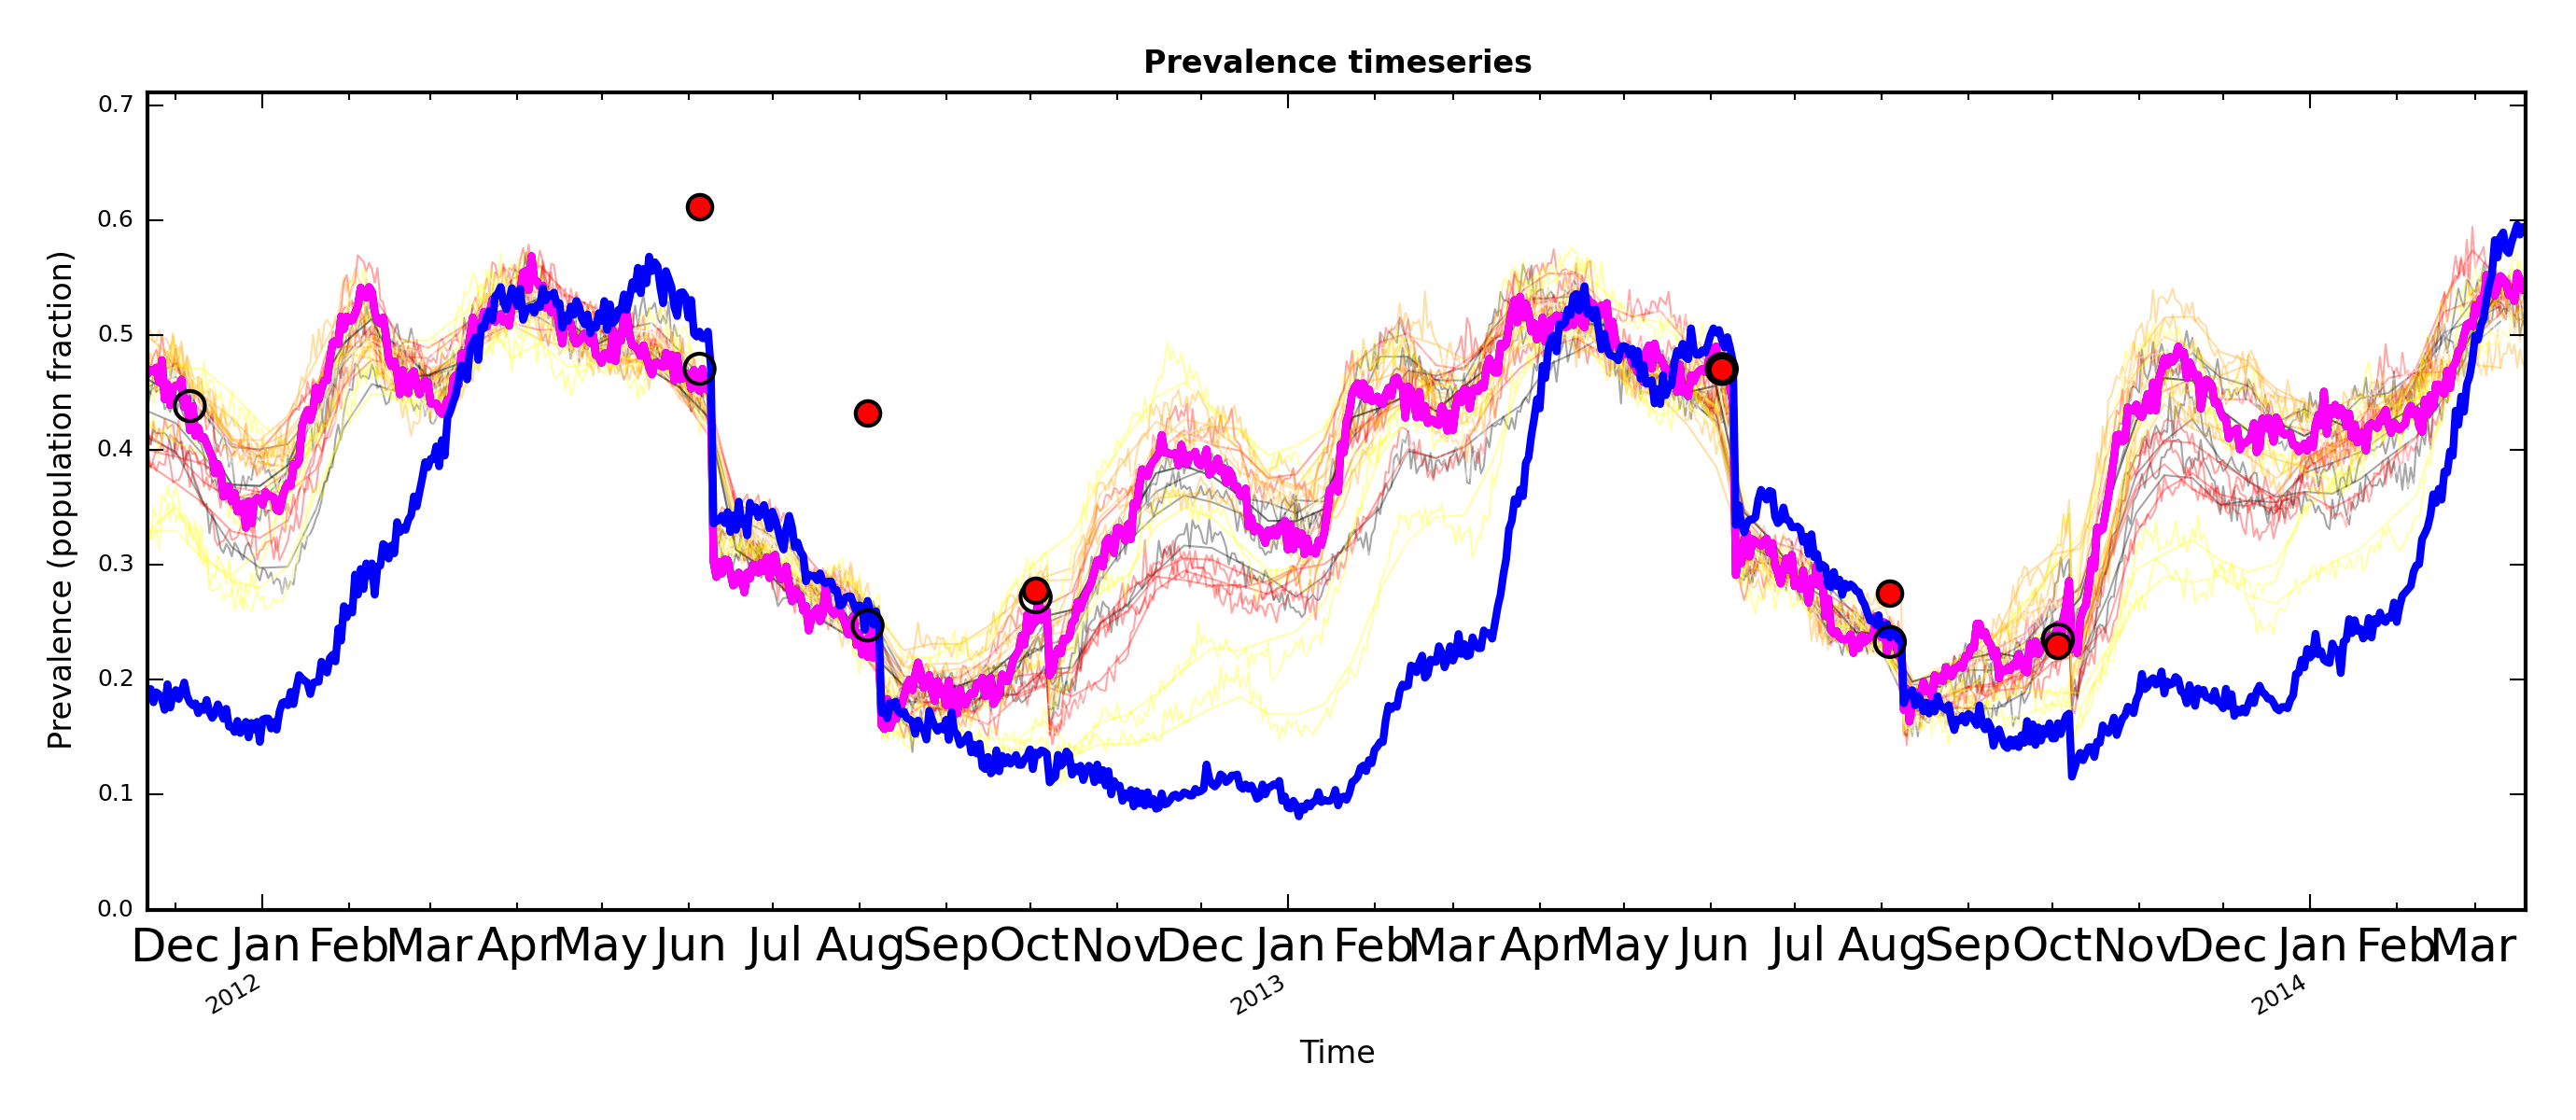 Prevalence timeseries
Prevalence (population fraction)
0.7
0.6
0.5
0.4
0.3
0.2
0.1
0.0
Dec Jan Feb Mar Apr May Jun Jul Aug Sep Oct Nov Dec Jan Feb Mar Apr May Jun Jul Aug Sep Oct Nov Dec Jan Feb Mar
2012 2013 2014
Time